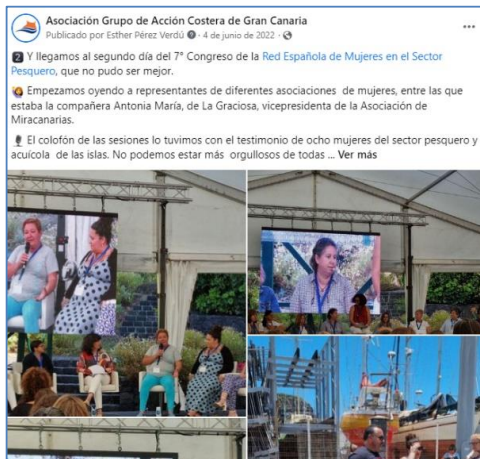 Asociación Grupo de Acción Costera de Gran Canaria
Publicado por Esther Pérez Verdú · 4 de junio de 2022 ·
2 Y llegamos al segundo día del 7º Congreso de la Red Española de Mujeres en el Sector
Pesquero, que no pudo ser mejor.
Empezamos oyendo a representantes de diferentes asociaciones de mujeres, entre las que
estaba la compañera Antonia María, de La Graciosa, vicepresidenta de la Asociación de
Miracanarias.
El colofón de las sesiones lo tuvimos con el testimonio de ocho mujeres del sector pesquero y
acuícola de las islas. No podemos estar más orgullosos de todas ... Ver más